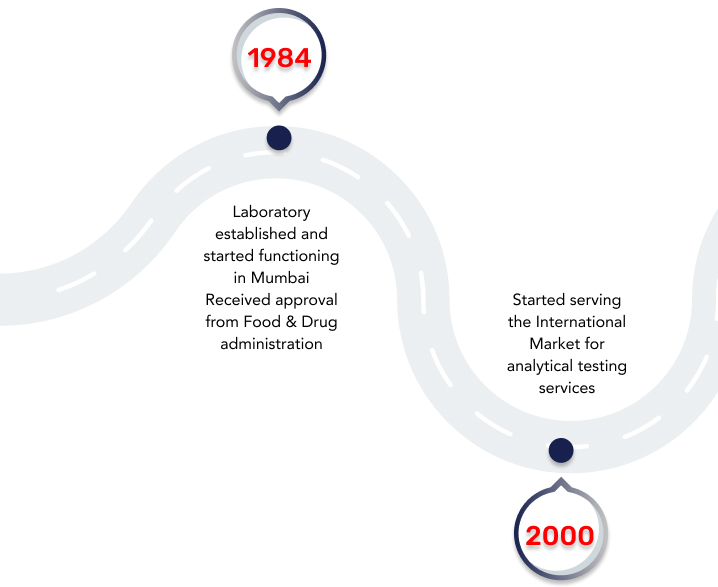 1984
Laboratory
established and
started functioning
in Mumbai
Received approval
from Food & Drug
administration
Started serving
the International
Market for
analytical testing
services
2000